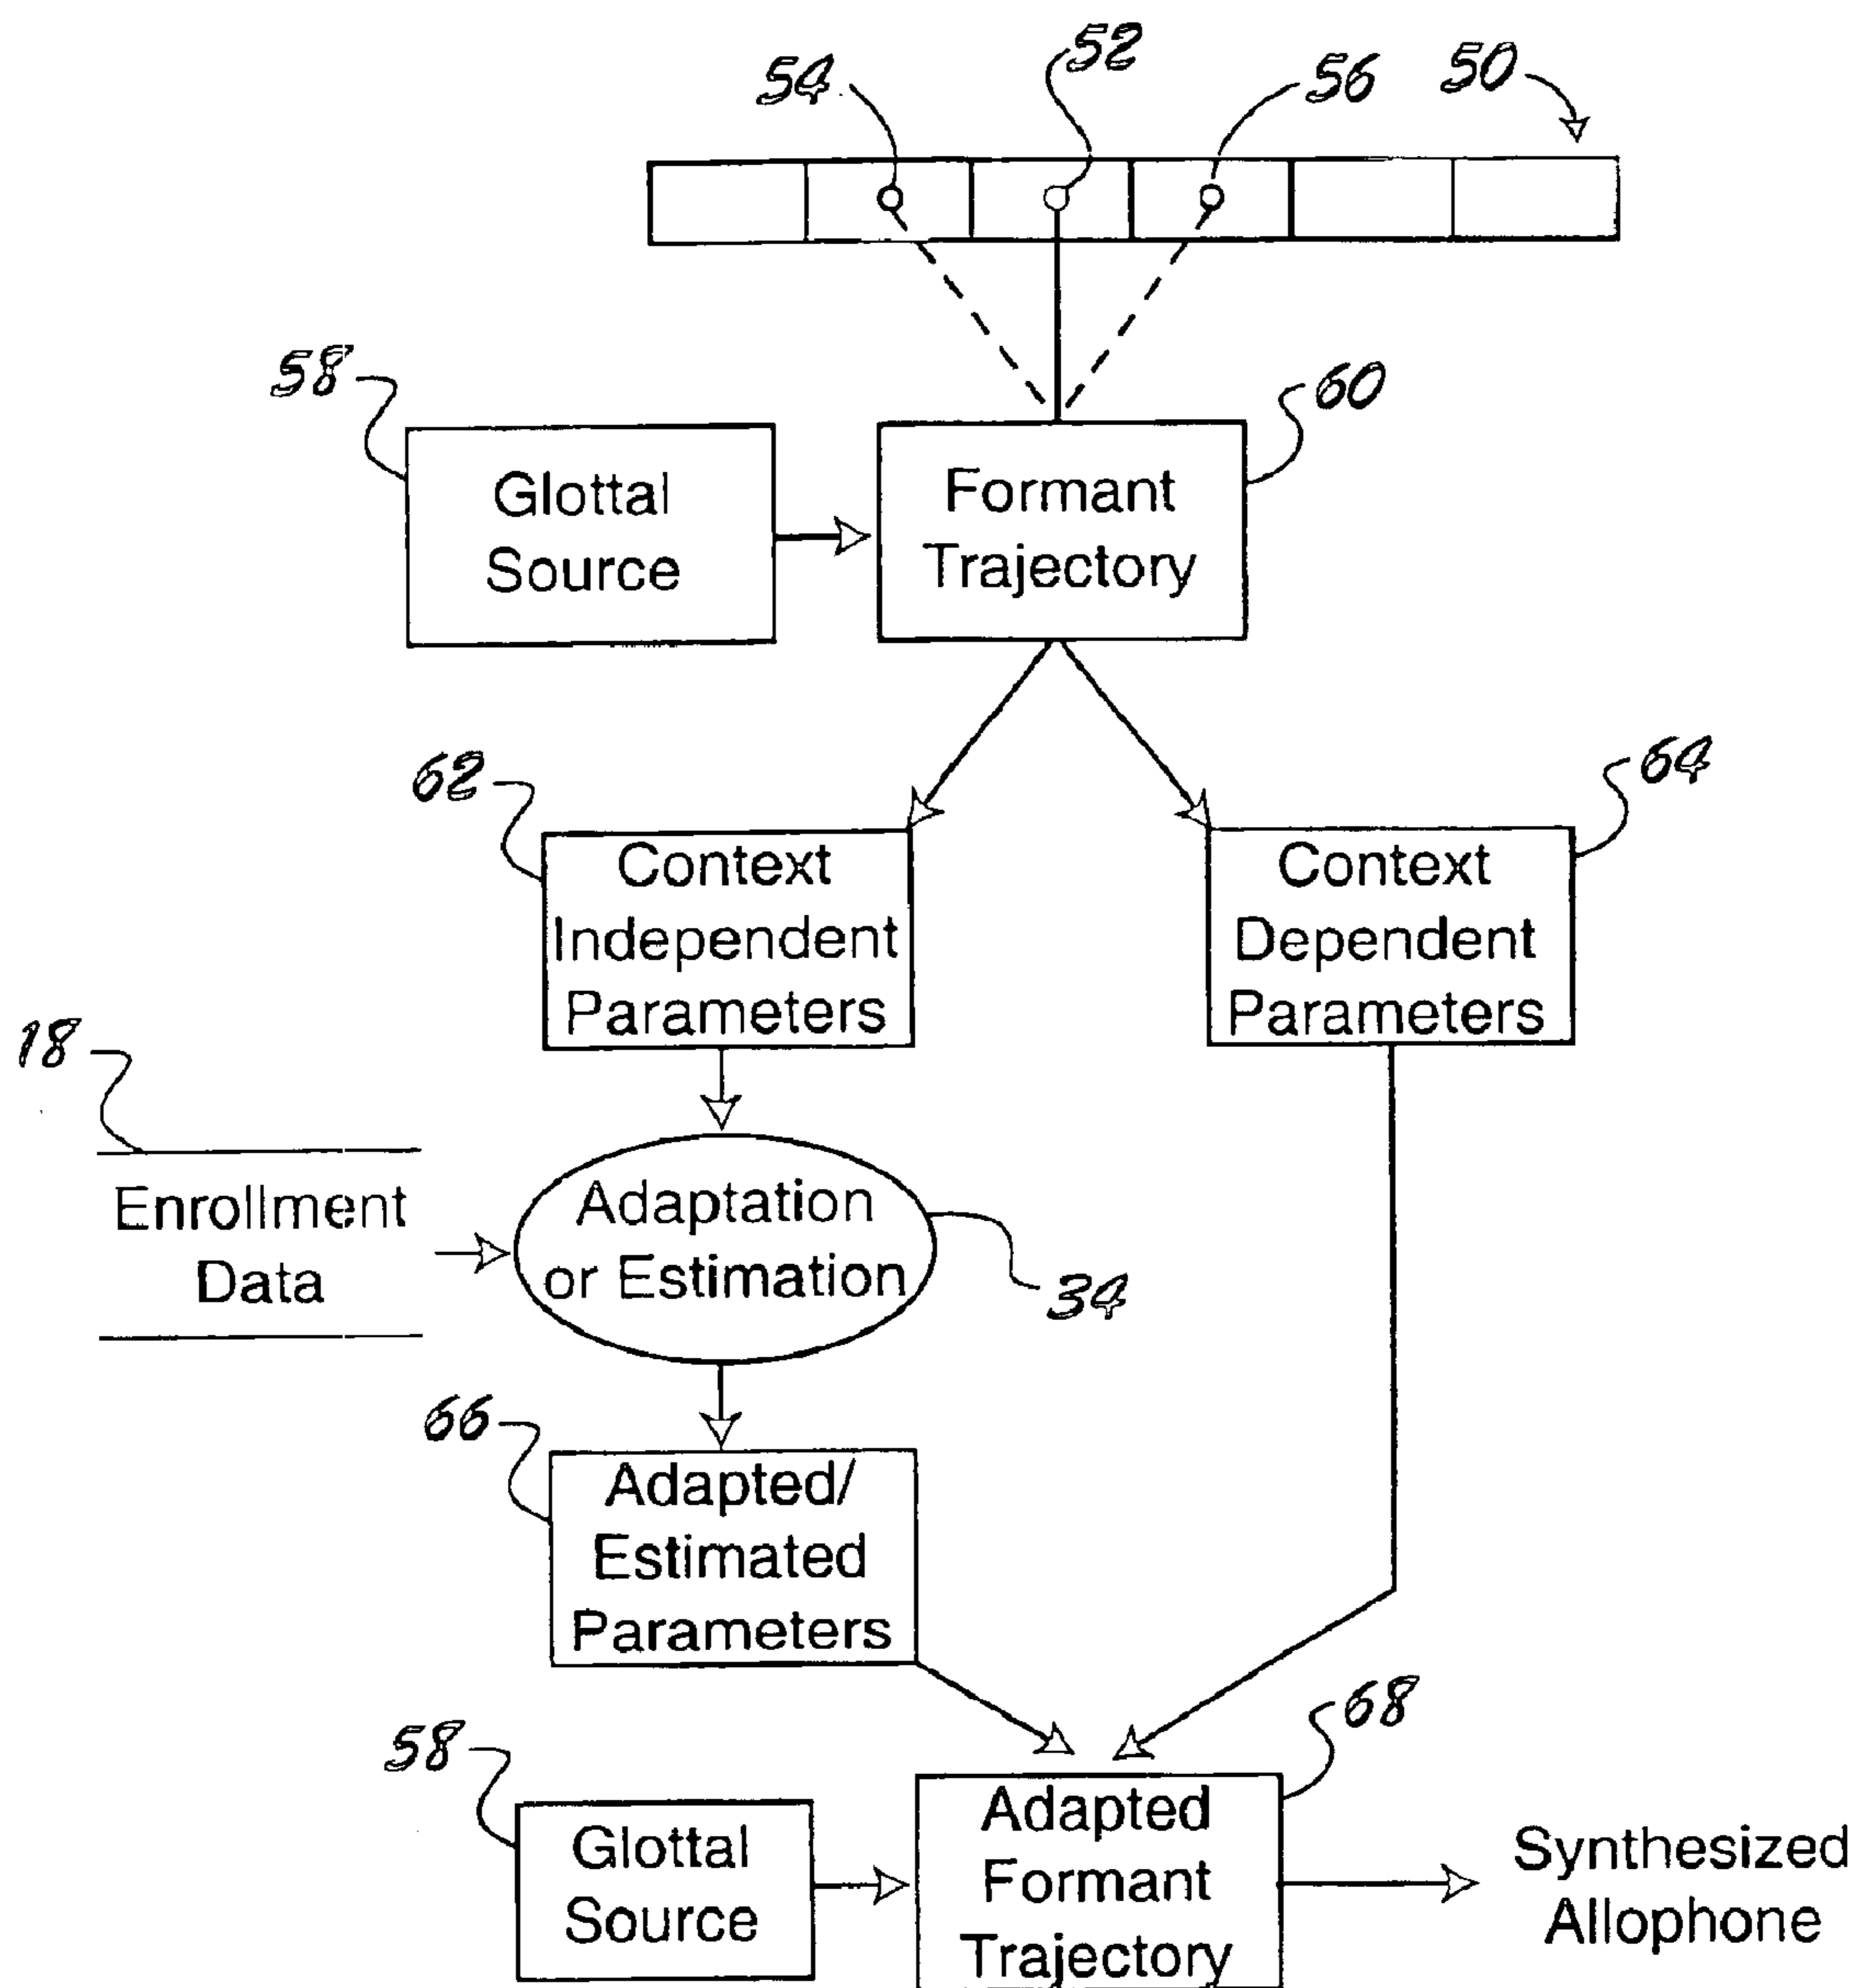 54
52
56
50
58
60
Glottal
Source
Formant
Trajectory
62
64
Context
Independent
Parameters
Context
Dependent
Parameters
18
Enrollment
Data
Adaptation
or Estimation
34
66
Adapted/
Estimated
Parameters
68
58
Glottal
Source
Adapted
Formant
Trajectory
Synthesized
Allophone